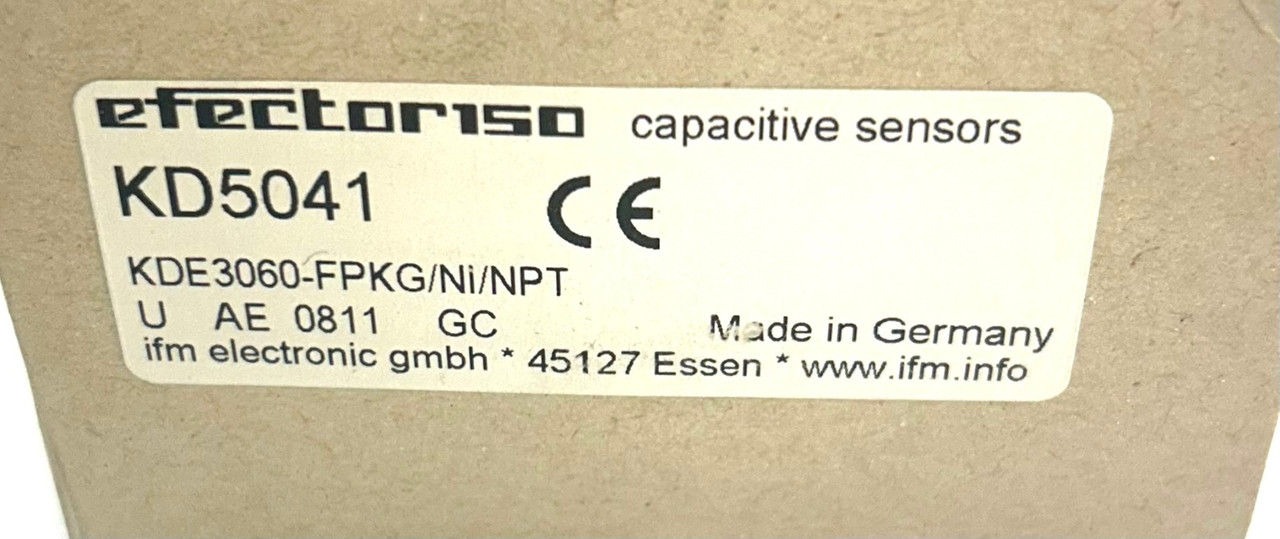 efector150 capacitive sensors
KD5041 CE
KDE3060-FPKG/Ni/NPT
U AE 0811 GC Made in Germany
ifm electronic gmbh * 45127 Essen * www.ifm.info